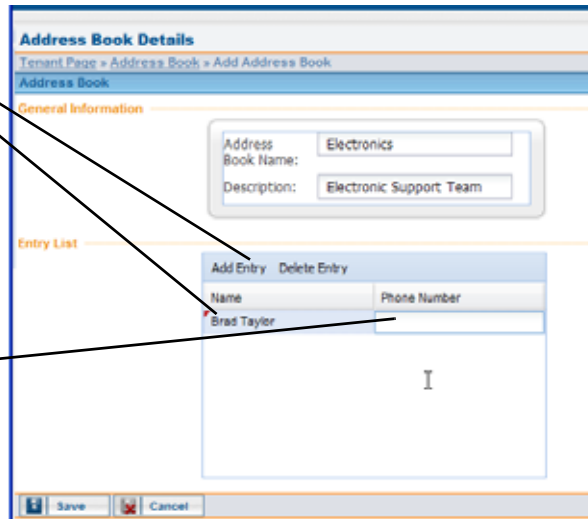 Address Book Details
Tenant Page » Address Book » Add Address Book
Address Book
General Information
Address Book Name: Electronics
Description: Electronic Support Team
Entry List
Add Entry Delete Entry
Name Phone Number
Brad Taylor
Save Cancel